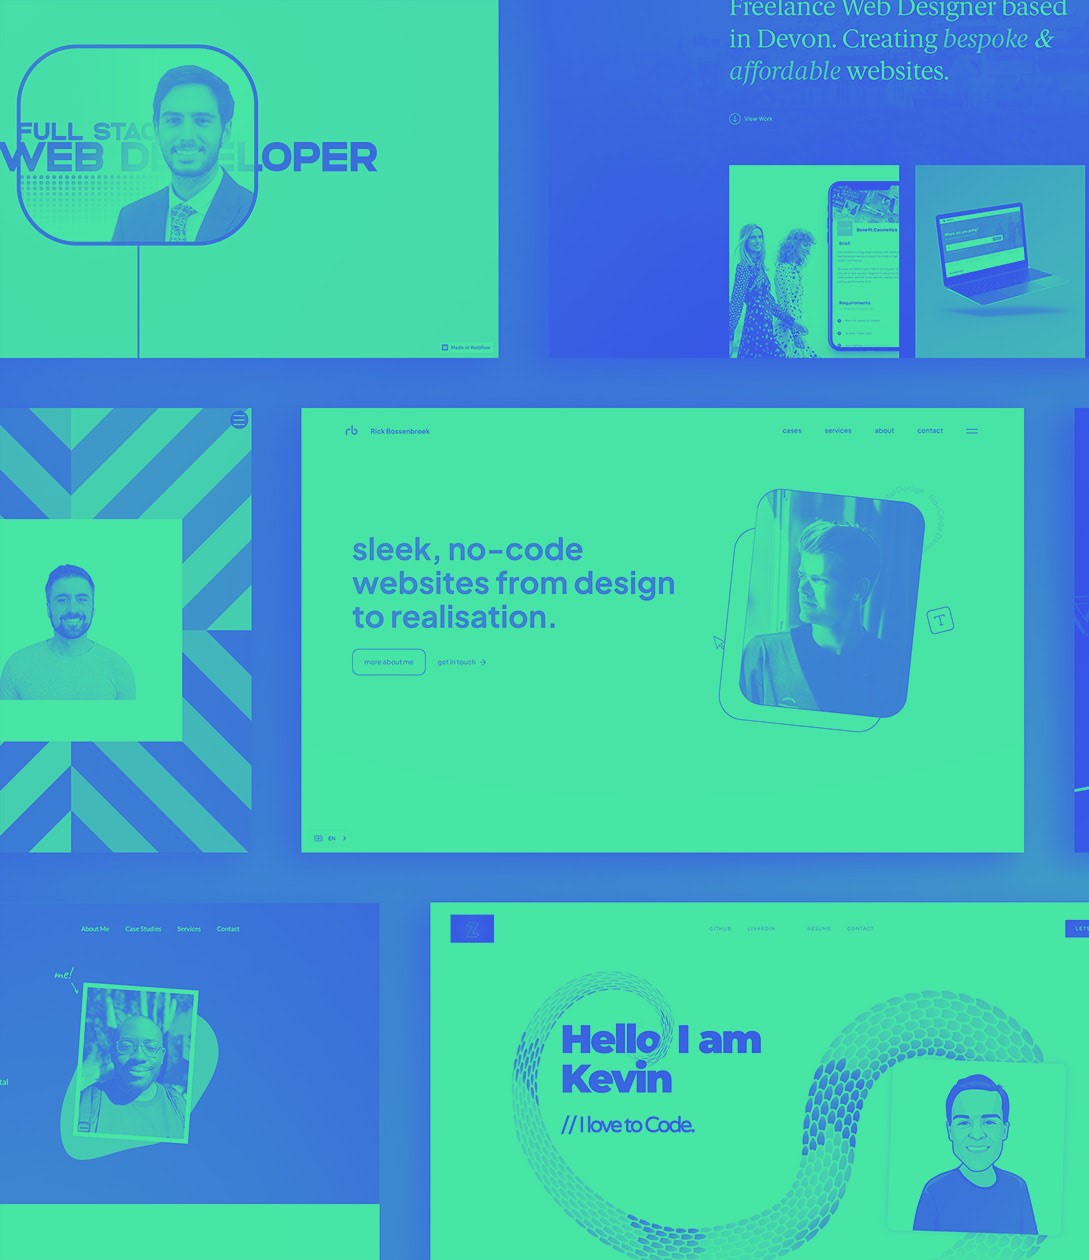 FULL STAC
WEB D ELOPER
Made in Webflow
Freelance Web Designer based
in Devon. Creating bespoke &
affordable websites.
View Work
Benefit Cosmetics
Brief
Requirements
rb
Rick Bossenbroek
cases services about contact
sleek, no-code
websites from design
to realisation.
more about me get in touch →
T
EN
About Me Case Studies Services Contact
me!
tal
Z
GITHUB LINKEDIN RESUME CONTACT
LETS
Hello I am
Kevin
// I love to Code.